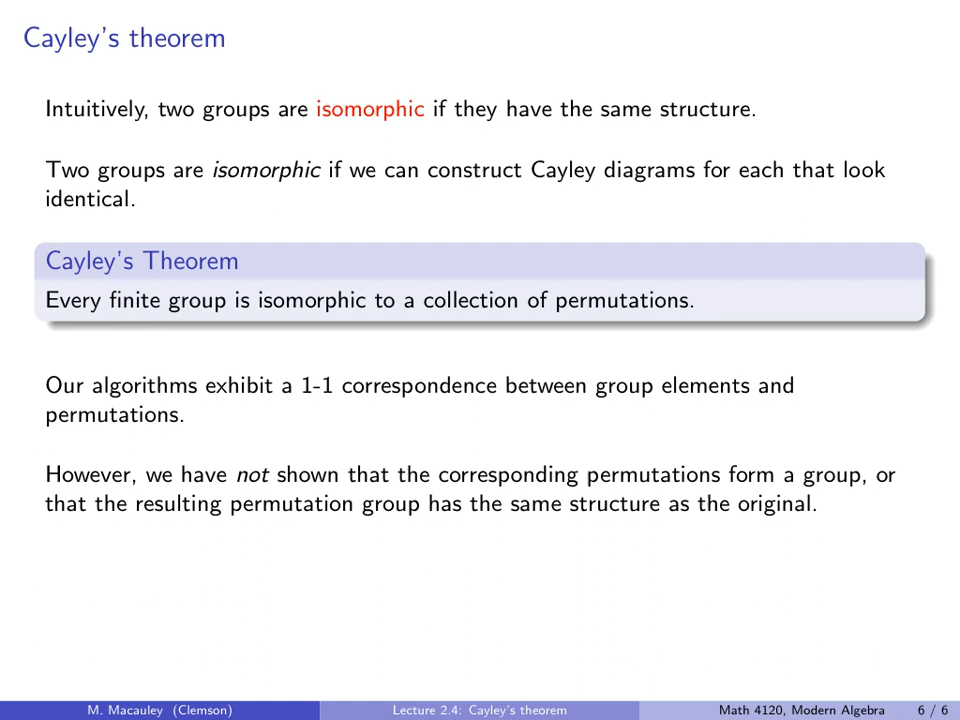 Cayley's theorem
Intuitively, two groups are isomorphic if they have the same structure.
Two groups are isomorphic if we can construct Cayley diagrams for each that look
identical.
Cayley's Theorem
Every finite group is isomorphic to a collection of permutations.
Our algorithms exhibit a 1-1 correspondence between group elements and
permutations.
However, we have not shown that the corresponding permutations form a group, or
that the resulting permutation group has the same structure as the original.
M. Macauley (Clemson) Lecture 2.4: Cayley's theorem Math 4120, Modern Algebra 6 / 6